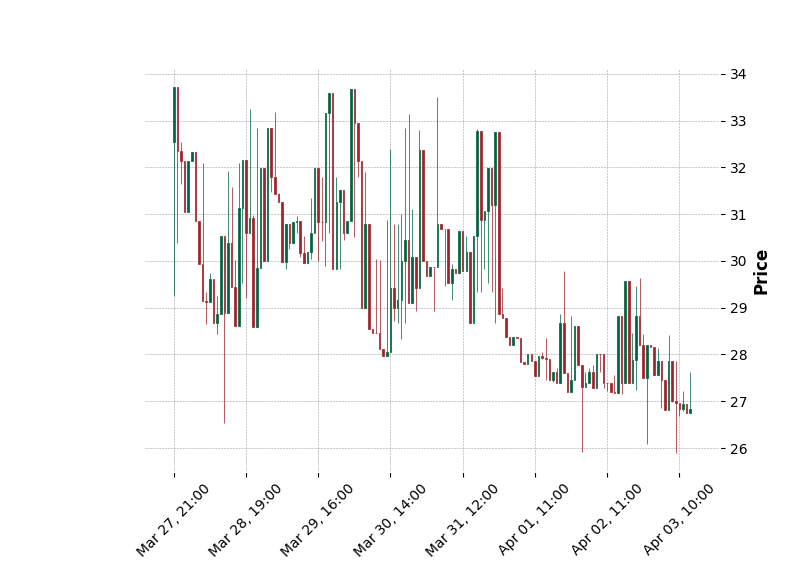 34
33
32
31
30
29
28
27
26
Price
Mar 27, 21:00
Mar 28, 19:00
Mar 29, 16:00
Mar 30, 14:00
Mar 31, 12:00
Apr 01, 11:00
Apr 02, 11:00
Apr 03, 10:00